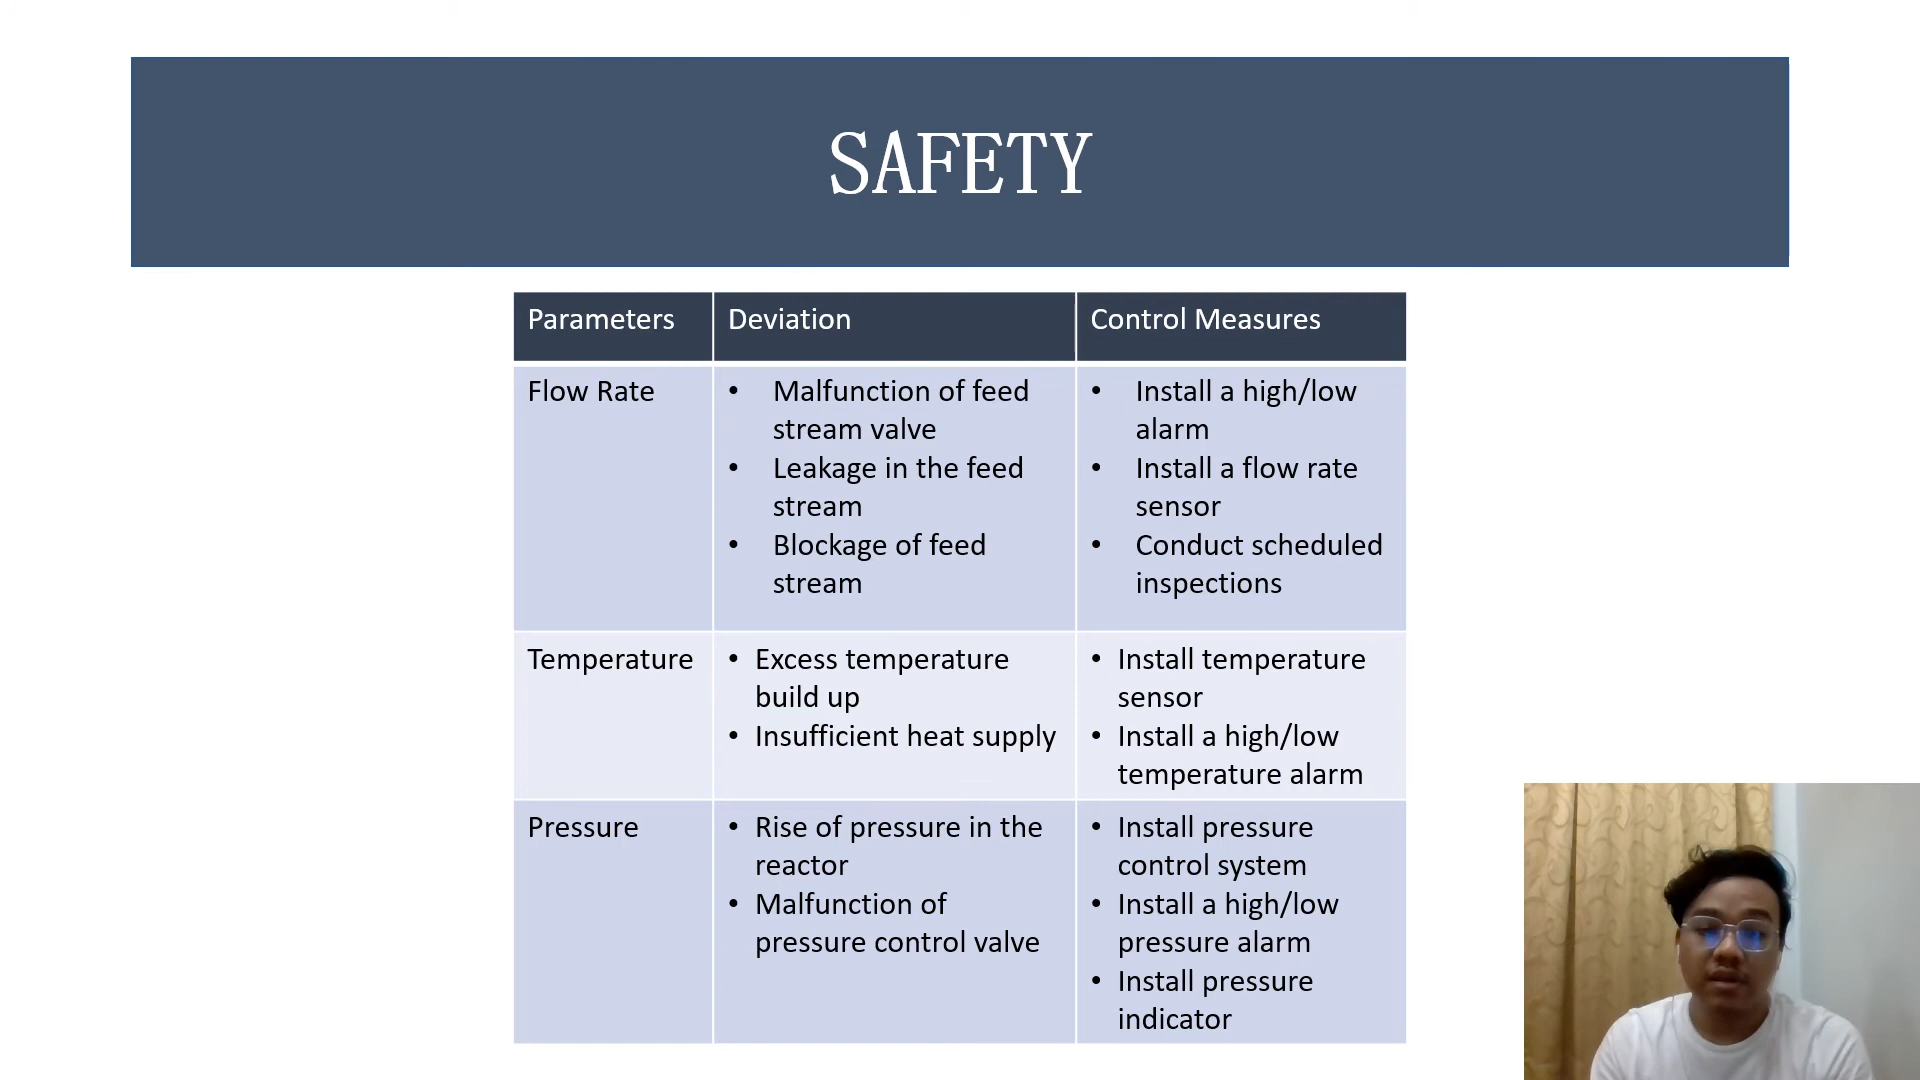 SAFETY
Parameters
Deviation
Control Measures
Flow Rate
• Malfunction of feed
stream valve
• Leakage in the feed
stream
• Blockage of feed
stream
• Install a high/low
alarm
• Install a flow rate
sensor
• Conduct scheduled
inspections
Temperature
• Excess temperature
build up
• Insufficient heat supply
• Install temperature
sensor
• Install a high/low
temperature alarm
Pressure
• Rise of pressure in the
reactor
• Malfunction of
pressure control valve
• Install pressure
control system
• Install a high/low
pressure alarm
• Install pressure
indicator